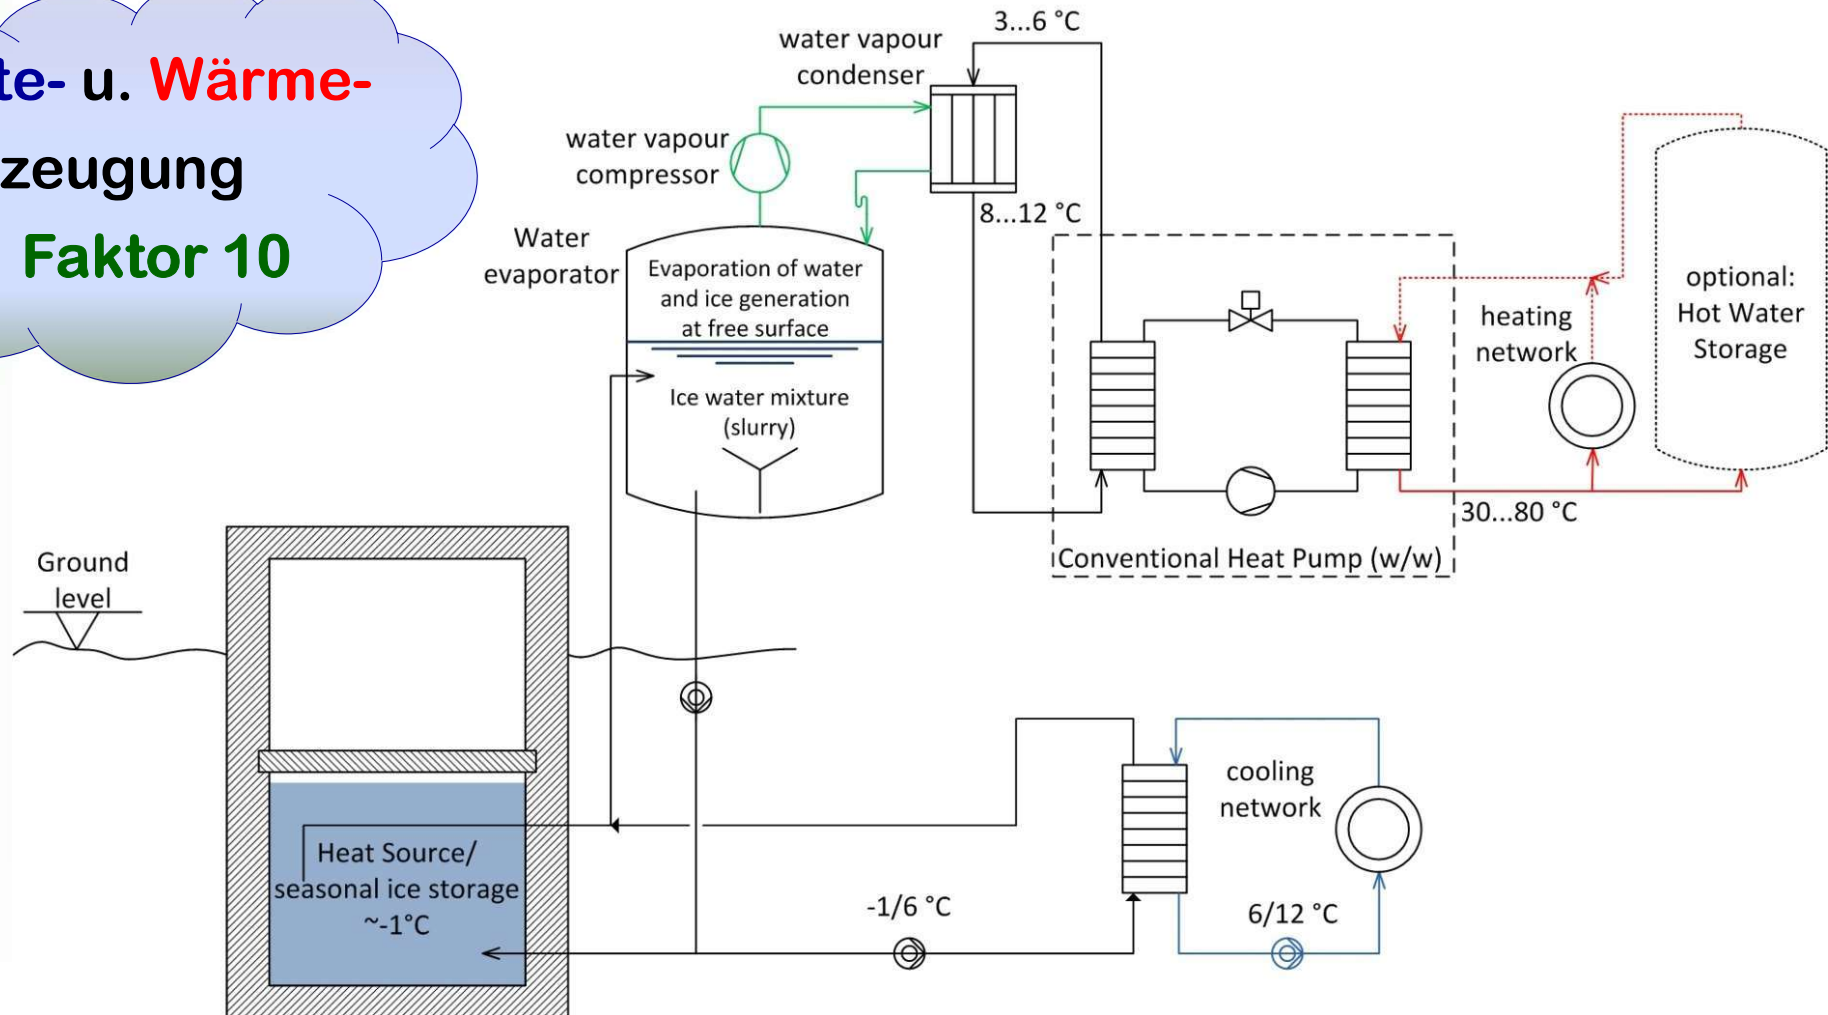 te- u. Wärme-
zeugung
Faktor 10
3...6 °C
water vapour
condenser
water vapour
compressor
8...12 °C
Water
evaporator
Evaporation of water
and ice generation
at free surface
Ice water mixture
(slurry)
heating
network
optional:
Hot Water
Storage
30...80 °C
Conventional Heat Pump (w/w)
Ground
level
Heat Source/
seasonal ice storage
~-1°C
-1/6 °C
cooling
network
6/12 °C